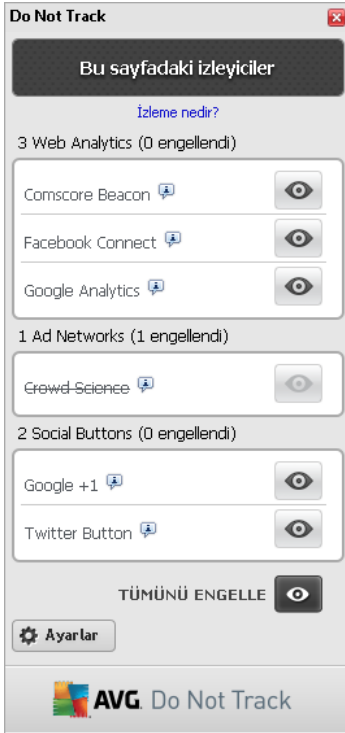 Do Not Track
Bu sayfadaki izleyiciler
İzleme nedir?
3 Web Analytics (0 engellendi)
Comscore Beacon
Facebook Connect
Google Analytics
1 Ad Networks (1 engellendi)
Crowd Science
2 Social Buttons (0 engellendi)
Google +1
Twitter Button
TÜMÜNÜ ENGELLE
Ayarlar
AVG. Do Not Track